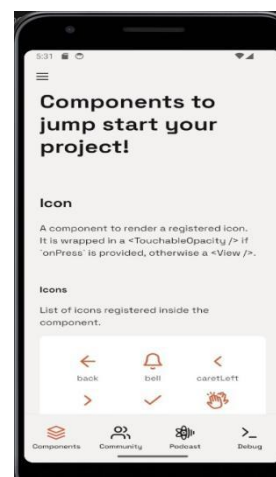 5:31
Components to
jump start your
project!
Icon
A component to render a registered icon.
It is wrapped in a <TouchableOpacity /> if
`onPress` is provided, otherwise a <View />.
Icons
List of icons registered inside the
component.
back bell caretLeft
Components Community Podcast Debug